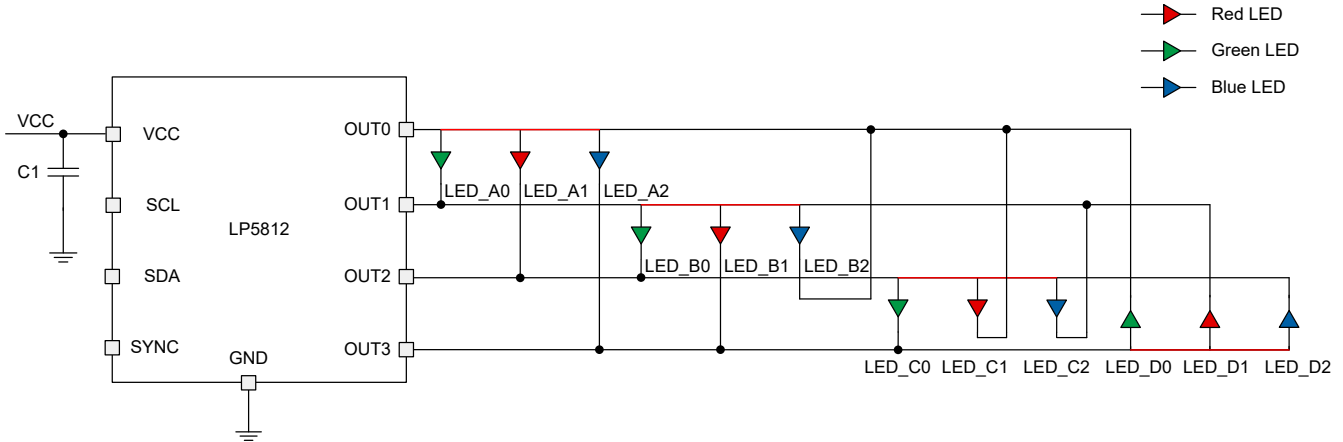 Red LED
Green LED
Blue LED
VCC
C1
VCC
SCL
SDA
SYNC
LP5812
GND
OUT0
OUT1
OUT2
OUT3
LED_A0
LED_A1
LED_A2
LED_B0
LED_B1
LED_B2
LED_C0
LED_C1
LED_C2
LED_D0
LED_D1
LED_D2